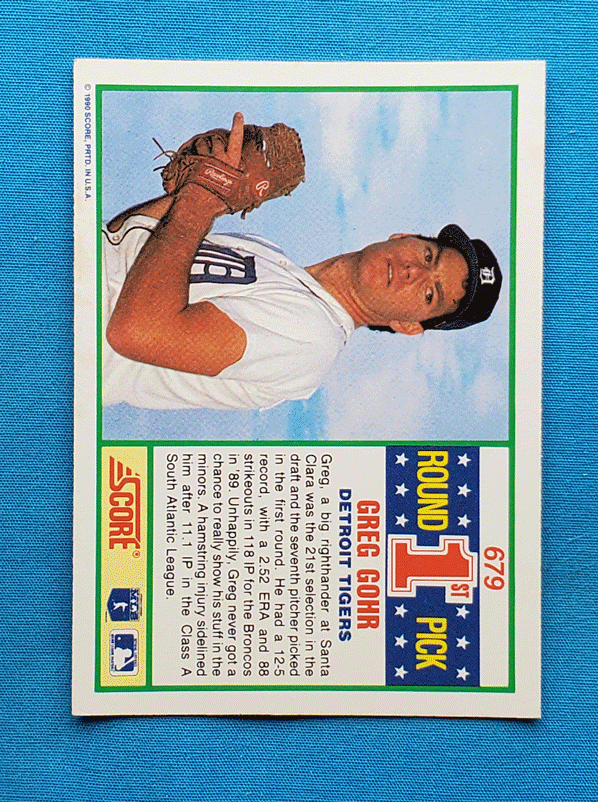 679
ROUND 1ST PICK
GREG GOHR
DETROIT TIGERS
Greg, a big righthander at Santa
Clara was the 21st selection in the
draft and the seventh pitcher picked
in the first round. He had a 12-5
record, with a 2.52 ERA and 88
strikeouts in 118 IP for the Broncos
in '89. Unhappily, Greg never got a
chance to really show his stuff in the
minors. A hamstring injury sidelined
him after 11.1 IP in the Class A
South Atlantic League.
SCORE
© 1990 SCORE, PRTD. IN U.S.A.
D
Rawlings
R